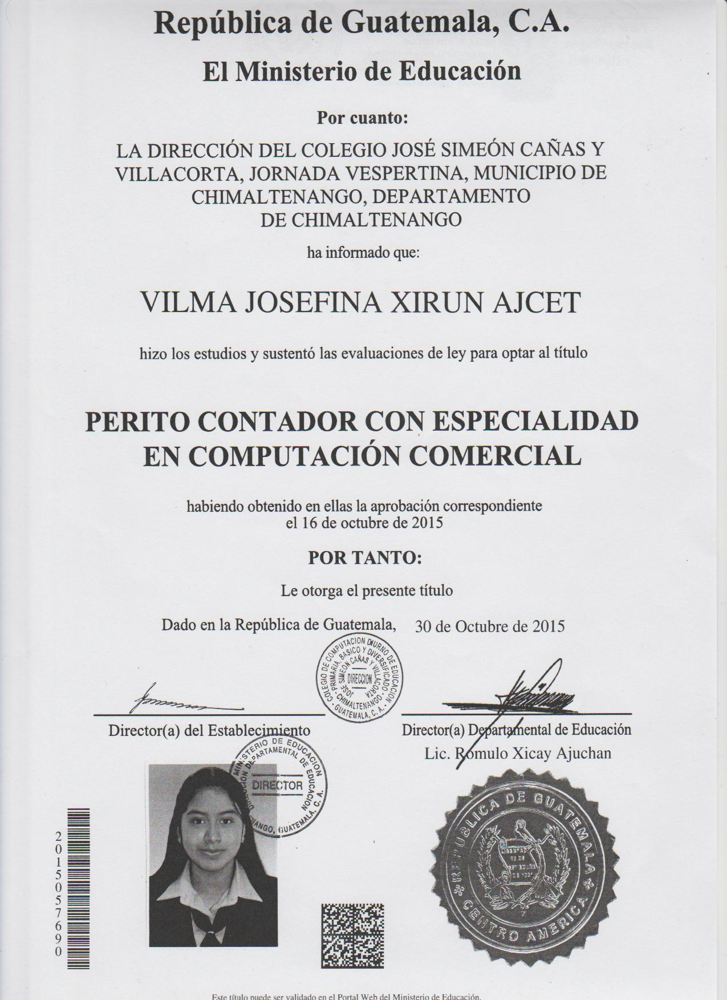 República de Guatemala, C.A.
El Ministerio de Educación
Por cuanto:
LA DIRECCIÓN DEL COLEGIO JOSÉ SIMEÓN CAÑAS Y
VILLACORTA, JORNADA VESPERTINA, MUNICIPIO DE
CHIMALTENANGO, DEPARTAMENTO
DE CHIMALTENANGO
ha informado que:
VILMA JOSEFINA XIRUN AJCET
hizo los estudios y sustentó las evaluaciones de ley para optar al título
PERITO CONTADOR CON ESPECIALIDAD
EN COMPUTACIÓN COMERCIAL
habiendo obtenido en ellas la aprobación correspondiente
el 16 de octubre de 2015
POR TANTO:
Le otorga el presente título
Dado en la República de Guatemala, 30 de Octubre de 2015
COLEGIO DE COMPUTACION DIURNO DE EDUCACION
PRIMARIA, BASICO Y DIVERSIFICADO
JOSE SIMEON CAÑAS Y VILLACORTA
DIRECCION
CHIMALTENANGO
GUATEMALA, C. A.
Director(a) del Establecimiento
Director(a) Departamental de Educación
Lic. Rómulo Xicay Ajuchan
MINISTERIO DE EDUCACION
DIRECCION DEPARTAMENTAL DE EDUCACION
DIRECTOR
NANGO, GUATEMALA, C. A.
REPUBLICA DE GUATEMALA
LIBERTAD
15 DE
DE
CENTRO AMERICA
2015057690
Este título puede ser validado en el Portal Web del Ministerio de Educación.